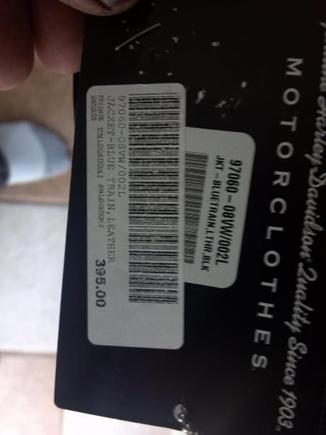 Genuine Harley-Davidson Quality Since 1903.
MOTORCLOTHES
97060-08VW/002L
JKT-BLUETRAIN,LTHR,BLK
97060-08VW/002L
JACKET-BLUE TRAIN,LEATHER
395.00